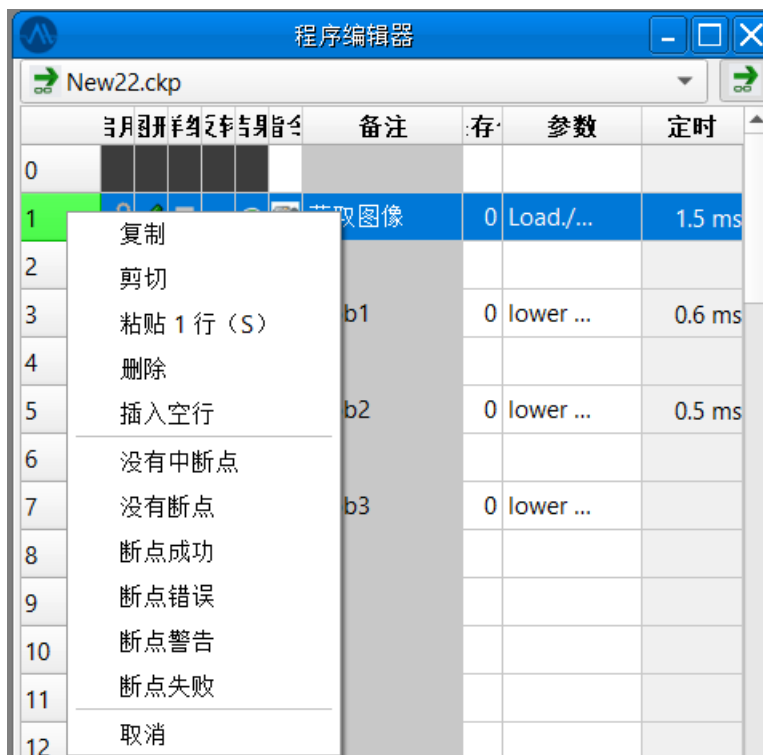 程序编辑器
New22.ckp
备注 参数 定时
0
1 取图像 0 Load./... 1.5 ms
复制
2
剪切
3 b1 0 lower ... 0.6 ms
粘贴 1 行（S）
4
删除
5 b2 0 lower ... 0.5 ms
插入空行
6
没有中断点
7 b3 0 lower ...
没有断点
8
断点成功
9
断点错误
10
断点警告
11
断点失败
12
取消